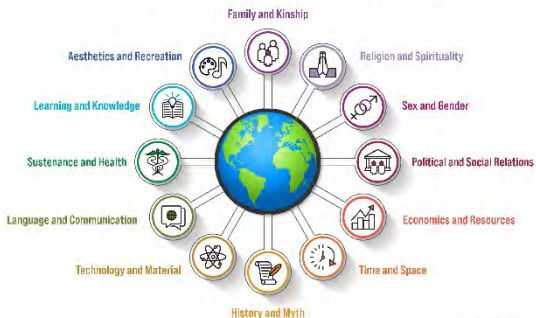 Family and Kinship
Aesthetics and Recreation
Religion and Spirituality
Learning and Knowledge
Sex and Gender
Sustenance and Health
Political and Social Relations
Language and Communication
Economics and Resources
Technology and Material
Time and Space
History and Myth